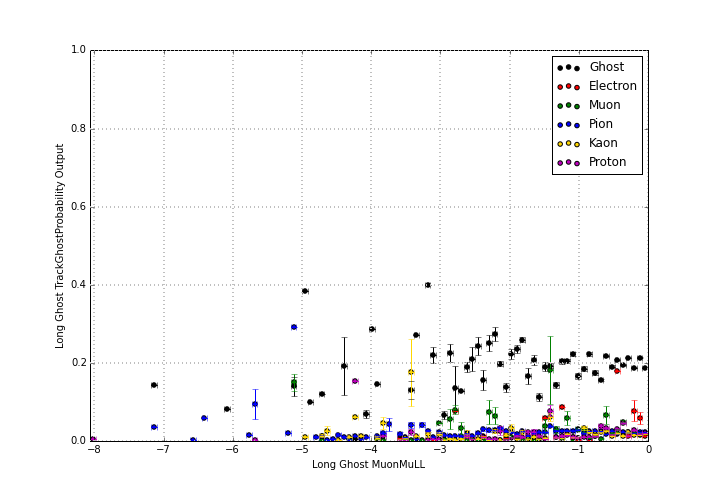 1.0
0.8
0.6
0.4
0.2
0.0
Long Ghost TrackGhostProbability Output
−8 −7 −6 −5 −4 −3 −2 −1 0
Long Ghost MuonMuLL
Ghost
Electron
Muon
Pion
Kaon
Proton